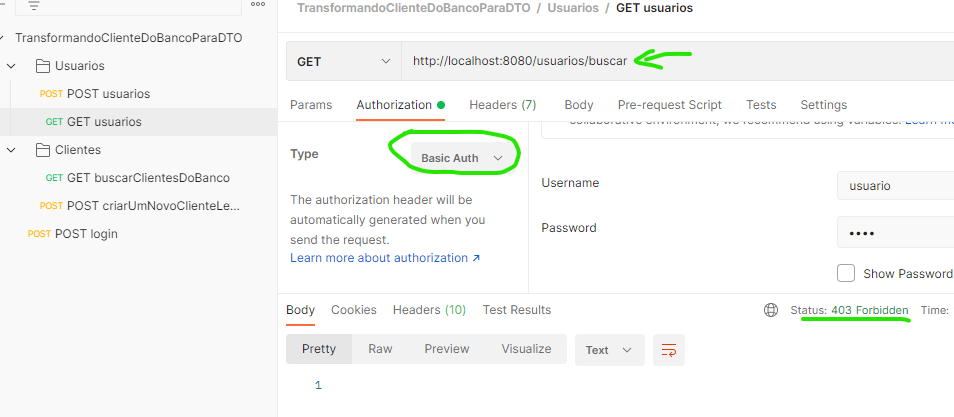 TransformandoClienteDoBancoParaDTO
Usuarios
POST POST usuarios
GET GET usuarios
Clientes
GET GET buscarClientesDoBanco
POST POST criarUmNovoClienteLe...
POST POST login
TransformandoClienteDoBancoParaDTO / Usuarios / GET usuarios
GET http://localhost:8080/usuarios/buscar
Params Authorization Headers (7) Body Pre-request Script Tests Settings
collaborative environment, we recommend using variables. Learn mo
Type Basic Auth
The authorization header will be
automatically generated when you
send the request.
Learn more about authorization ↗
Username usuario
Password ••••
Show Password
Body Cookies Headers (10) Test Results Status: 403 Forbidden Time:
Pretty Raw Preview Visualize Text
1